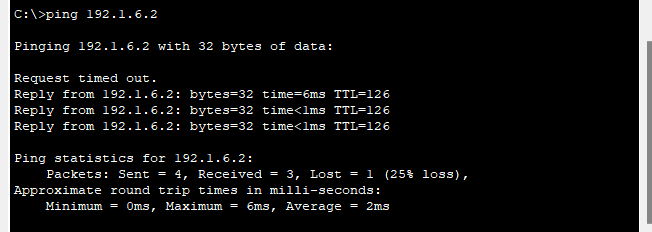 C:\>ping 192.1.6.2
Pinging 192.1.6.2 with 32 bytes of data:
Request timed out.
Reply from 192.1.6.2: bytes=32 time=6ms TTL=126
Reply from 192.1.6.2: bytes=32 time<1ms TTL=126
Reply from 192.1.6.2: bytes=32 time<1ms TTL=126
Ping statistics for 192.1.6.2:
Packets: Sent = 4, Received = 3, Lost = 1 (25% loss),
Approximate round trip times in milli-seconds:
Minimum = 0ms, Maximum = 6ms, Average = 2ms